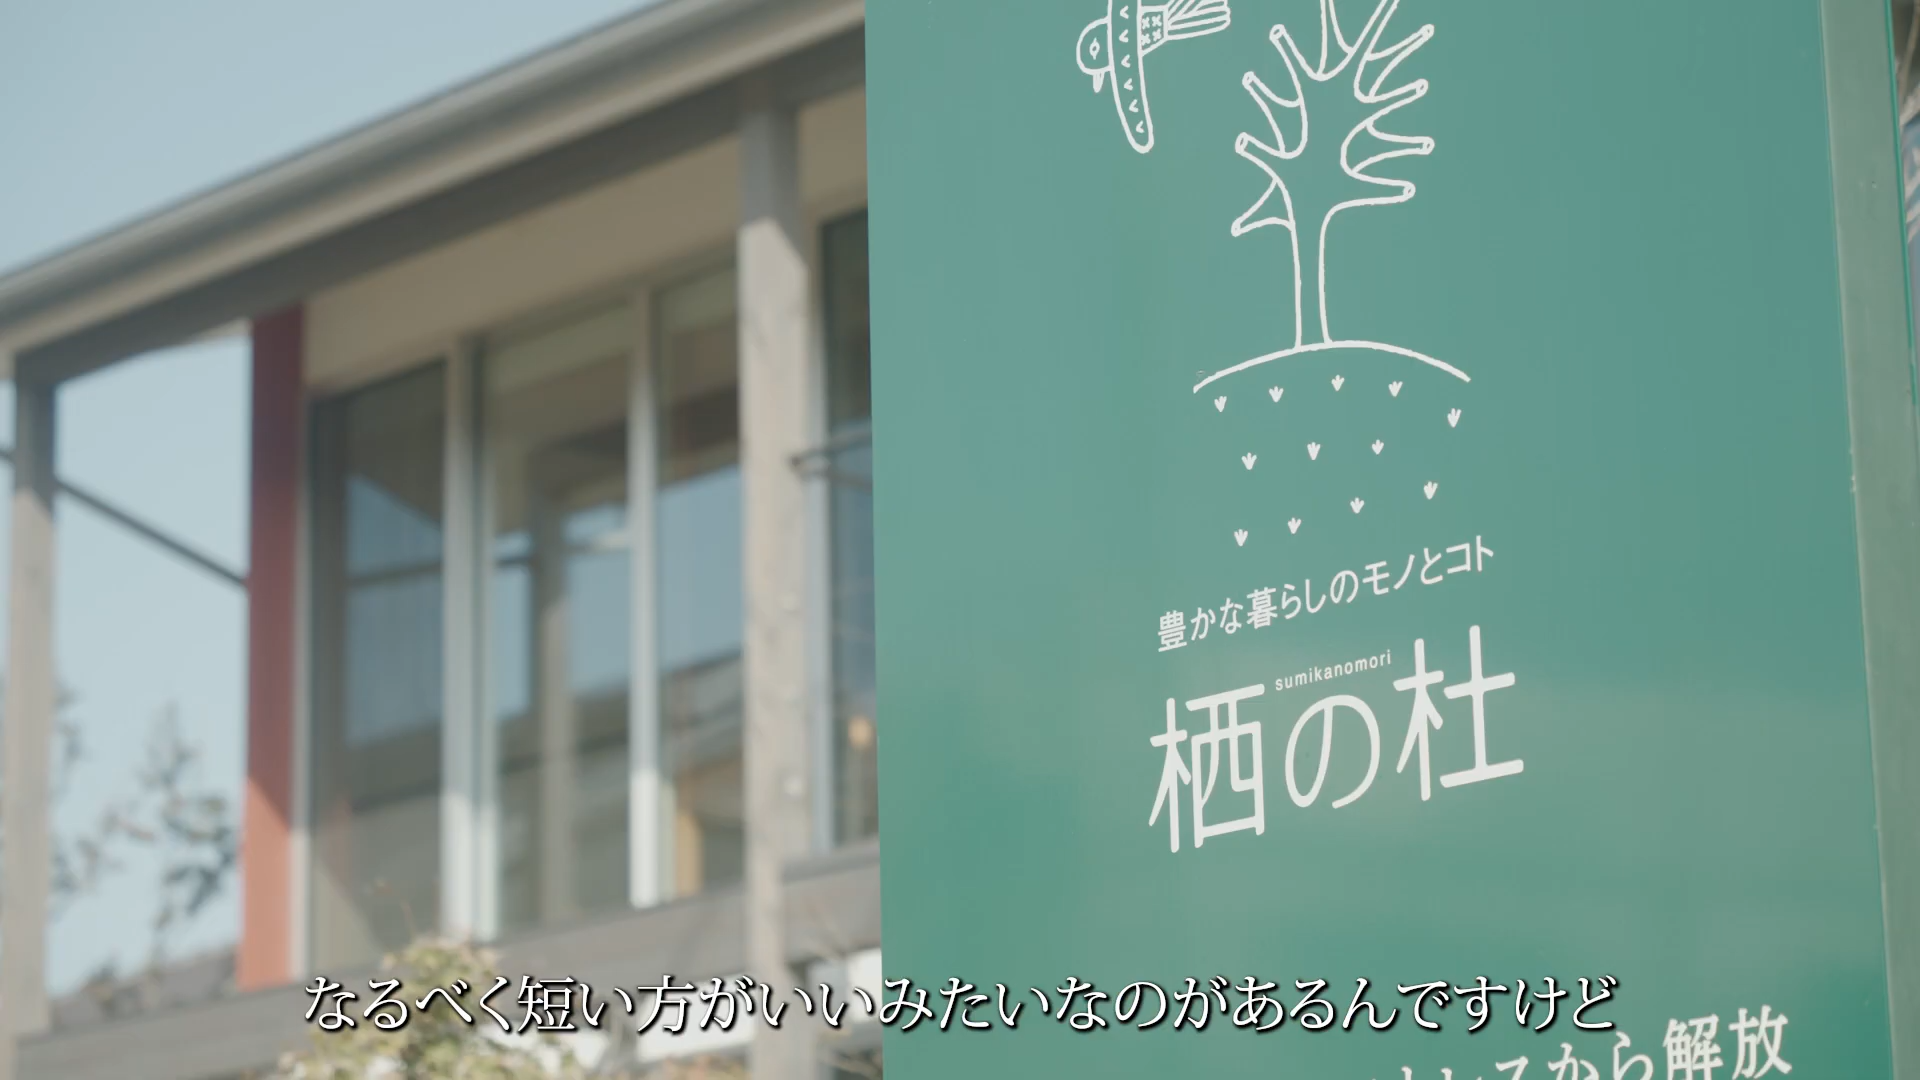 豊かな暮らしのモノとコト
sumikanomori
栖の杜
なるべく短い方がいいみたいなのがあるんですけど
から解放